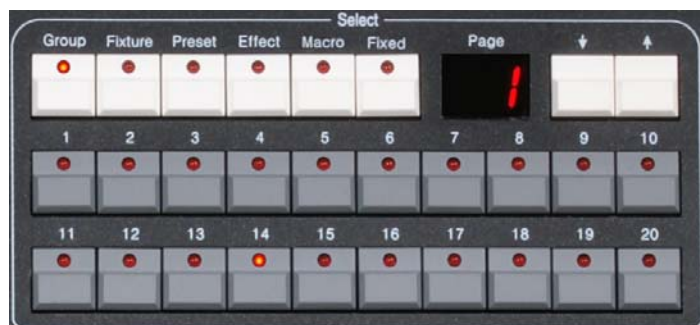 Select
Group Fixture Preset Effect Macro Fixed Page
1
1 2 3 4 5 6 7 8 9 10
11 12 13 14 15 16 17 18 19 20